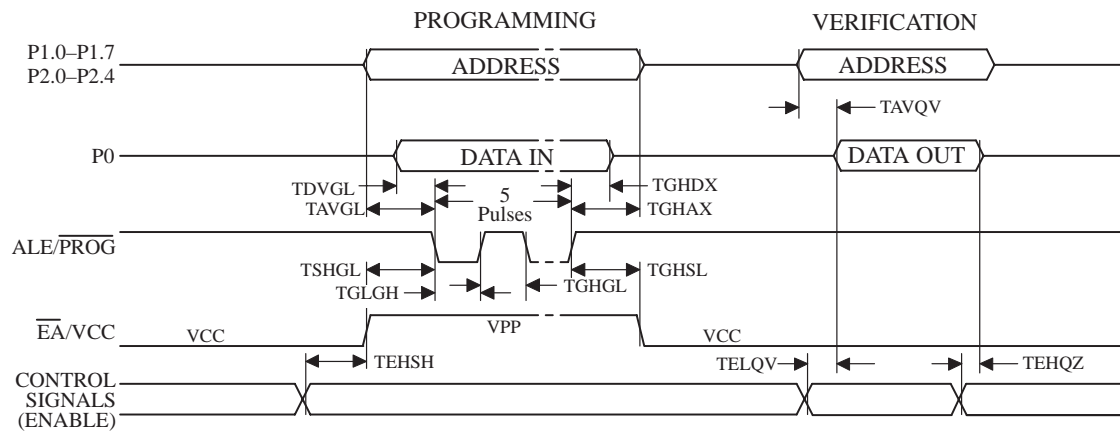 PROGRAMMING
VERIFICATION
P1.0–P1.7
P2.0–P2.4
ADDRESS
ADDRESS
TAVQV
P0
DATA IN
DATA OUT
TDVGL
TGHDX
5
TAVGL
Pulses
TGHAX
ALE/PROG
TSHGL
TGHSL
TGLGH
TGHGL
EA/VCC
VCC
VPP
VCC
TEHSH
TELQV
TEHQZ
CONTROL
SIGNALS
(ENABLE)